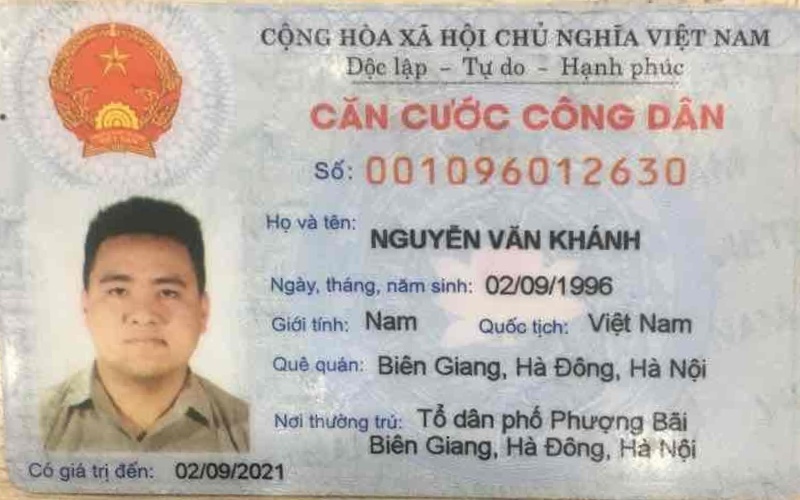 CỘNG HÒA XÃ HỘI CHỦ NGHĨA VIỆT NAM
Độc lập - Tự do - Hạnh phúc
CĂN CƯỚC CÔNG DÂN
Số: 001096012630
Họ và tên: NGUYỄN VĂN KHÁNH
Ngày, tháng, năm sinh: 02/09/1996
Giới tính: Nam Quốc tịch: Việt Nam
Quê quán: Biên Giang, Hà Đông, Hà Nội
Nơi thường trú: Tổ dân phố Phượng Bãi
Biên Giang, Hà Đông, Hà Nội
Có giá trị đến: 02/09/2021